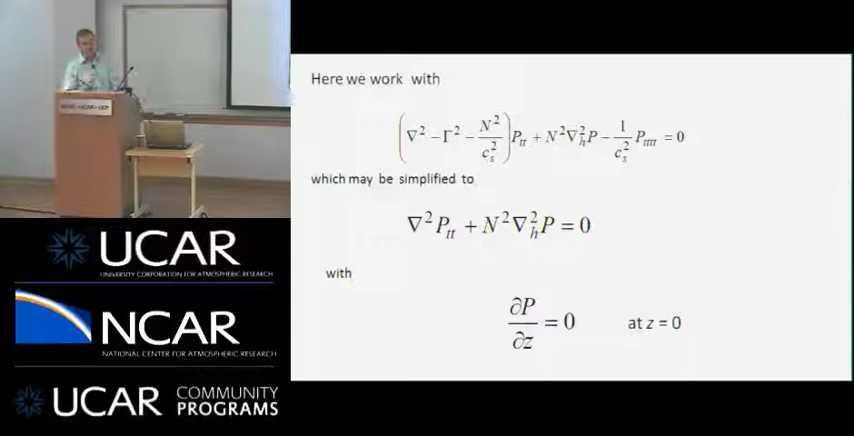 Here we work with
(∇² − Γ² − N²/c_s²) P_tt + N²∇_h²P − 1/c_s² P_tttt = 0
which may be simplified to
∇²P_tt + N²∇_h²P = 0
with
∂P/∂z = 0 at z = 0
UCAR
UNIVERSITY CORPORATION FOR ATMOSPHERIC RESEARCH
NCAR
NATIONAL CENTER FOR ATMOSPHERIC RESEARCH
UCAR COMMUNITY
PROGRAMS